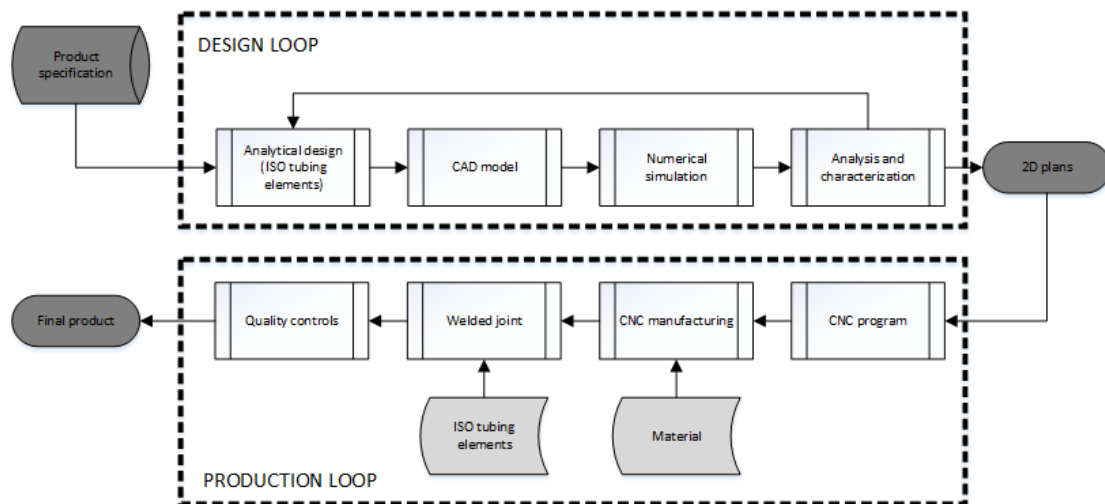 DESIGN LOOP
Product
specification
Analytical design
(ISO tubing
elements)
CAD model
Numerical
simulation
Analysis and
characterization
2D plans
Final product
Quality controls
Welded joint
CNC manufacturing
CNC program
ISO tubing
elements
Material
PRODUCTION LOOP